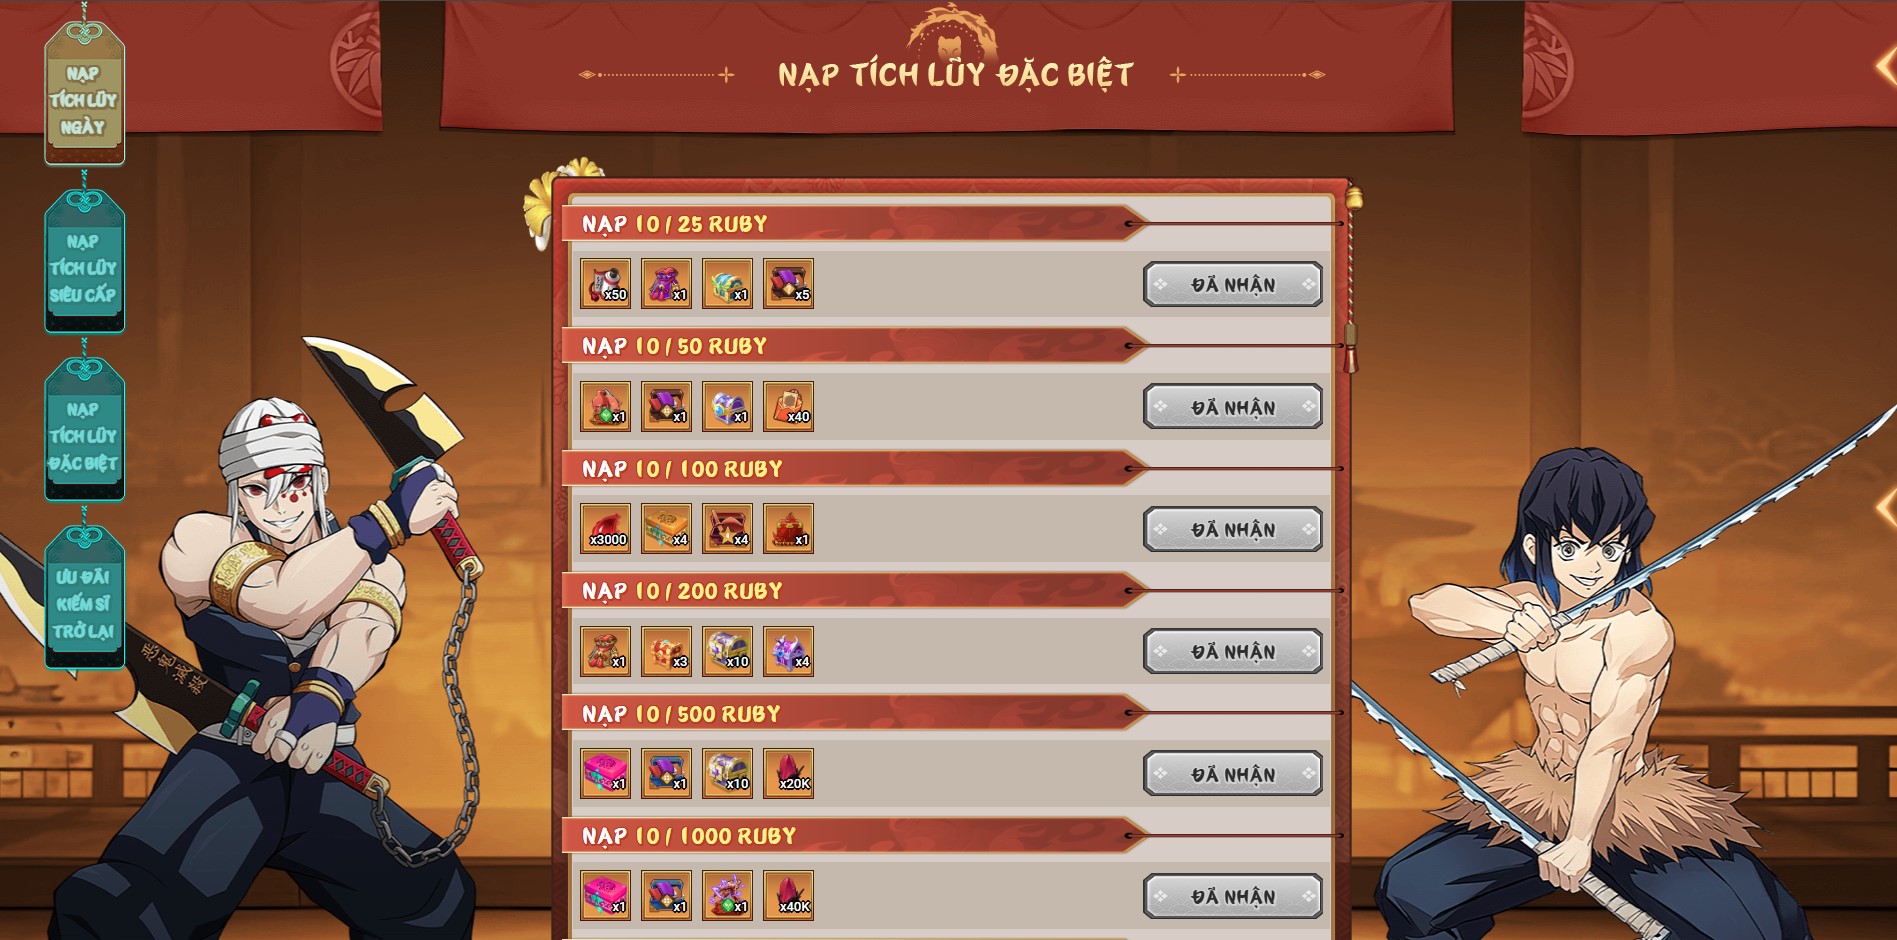 NẠP TÍCH LŨY ĐẶC BIỆT
NẠP
TÍCH LŨY
NGÀY
NẠP
TÍCH LŨY
SIÊU CẤP
NẠP
TÍCH LŨY
ĐẶC BIỆT
ƯU ĐÃI
KIẾM SĨ
TRỞ LẠI
NẠP 10 / 25 RUBY
x50 x1 x1 x5
ĐÃ NHẬN
NẠP 10 / 50 RUBY
x1 x1 x1 x40
ĐÃ NHẬN
NẠP 10 / 100 RUBY
x3000 x4 x4 x1
ĐÃ NHẬN
NẠP 10 / 200 RUBY
x1 x3 x10 x4
ĐÃ NHẬN
NẠP 10 / 500 RUBY
x1 x1 x10 x20K
ĐÃ NHẬN
NẠP 10 / 1000 RUBY
x1 x1 x1 x40K
ĐÃ NHẬN
惡鬼滅殺